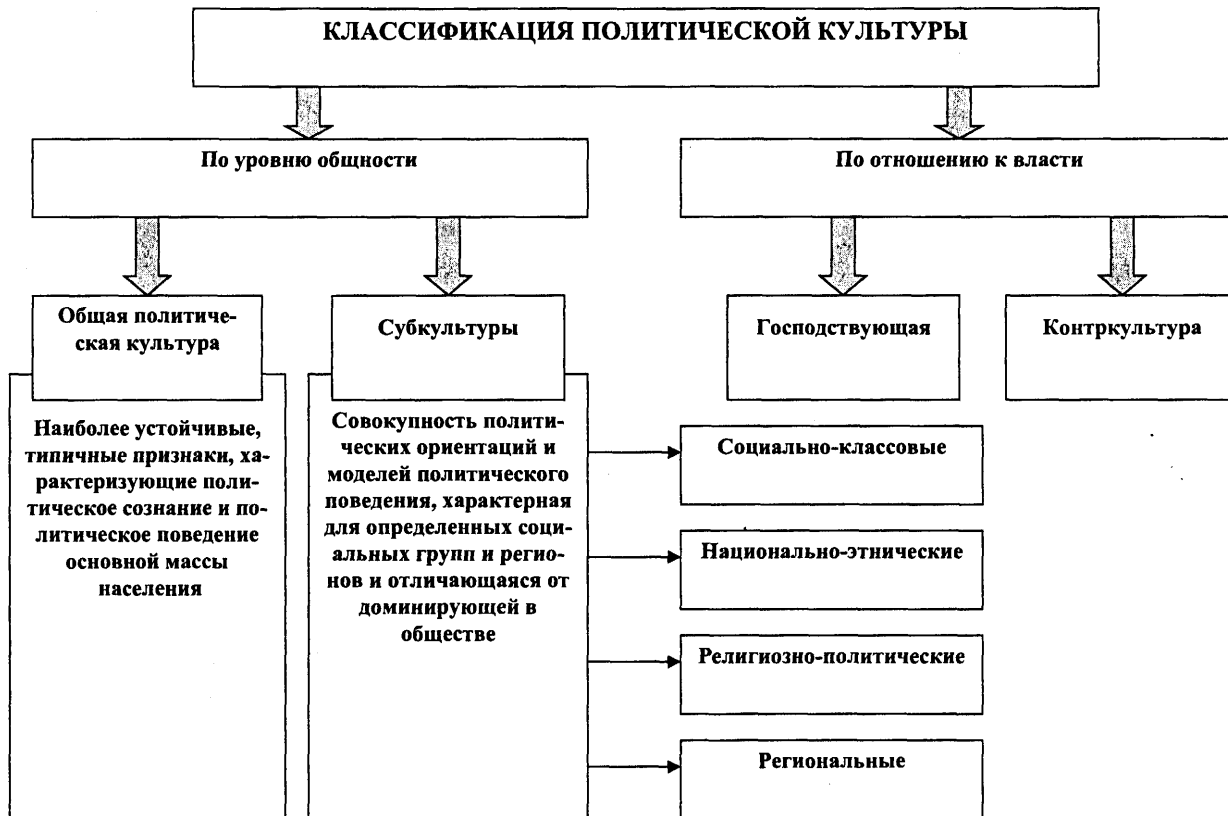 КЛАССИФИКАЦИЯ ПОЛИТИЧЕСКОЙ КУЛЬТУРЫ
По уровню общности
По отношению к власти
Общая политиче-
ская культура
Субкультуры
Господствующая
Контркультура
Наиболее устойчивые,
типичные признаки, ха-
рактеризующие поли-
тическое сознание и по-
литическое поведение
основной массы
населения
Совокупность полити-
ческих ориентаций и
моделей политического
поведения, характерная
для определенных соци-
альных групп и регио-
нов и отличающаяся от
доминирующей в
обществе
Социально-классовые
Национально-этнические
Религиозно-политические
Региональные